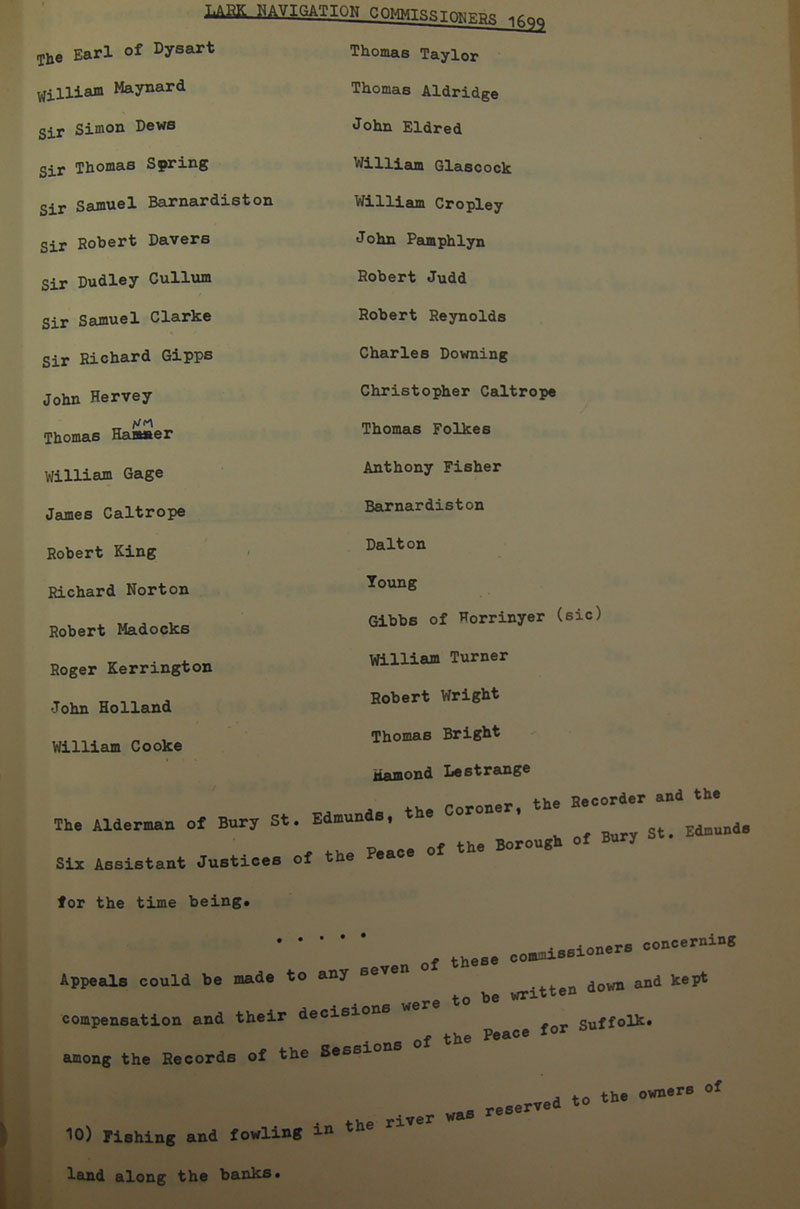 LARK NAVIGATION COMMISSIONERS 1699
The Earl of Dysart
William Maynard
Sir Simon Dews
Sir Thomas Spring
Sir Samuel Barnardiston
Sir Robert Davers
Sir Dudley Cullum
Sir Samuel Clarke
Sir Richard Gipps
John Hervey
NM
Thomas Hammer
William Gage
James Caltrope
Robert King
Richard Norton
Robert Madocks
Roger Kerrington
John Holland
William Cooke
Thomas Taylor
Thomas Aldridge
John Eldred
William Glascock
William Cropley
John Pamphlyn
Robert Judd
Robert Reynolds
Charles Downing
Christopher Caltrope
Thomas Folkes
Anthony Fisher
Barnardiston
Dalton
Young
Gibbs of Horrinyer (sic)
William Turner
Robert Wright
Thomas Bright
Hamond Lestrange
The Alderman of Bury St. Edmunds, the Coroner, the Recorder and the
Six Assistant Justices of the Peace of the Borough of Bury St. Edmunds
for the time being.
. . . . .
Appeals could be made to any seven of these commissioners concerning
compensation and their decisions were to be written down and kept
among the Records of the Sessions of the Peace for Suffolk.
10) Fishing and fowling in the river was reserved to the owners of
land along the banks.